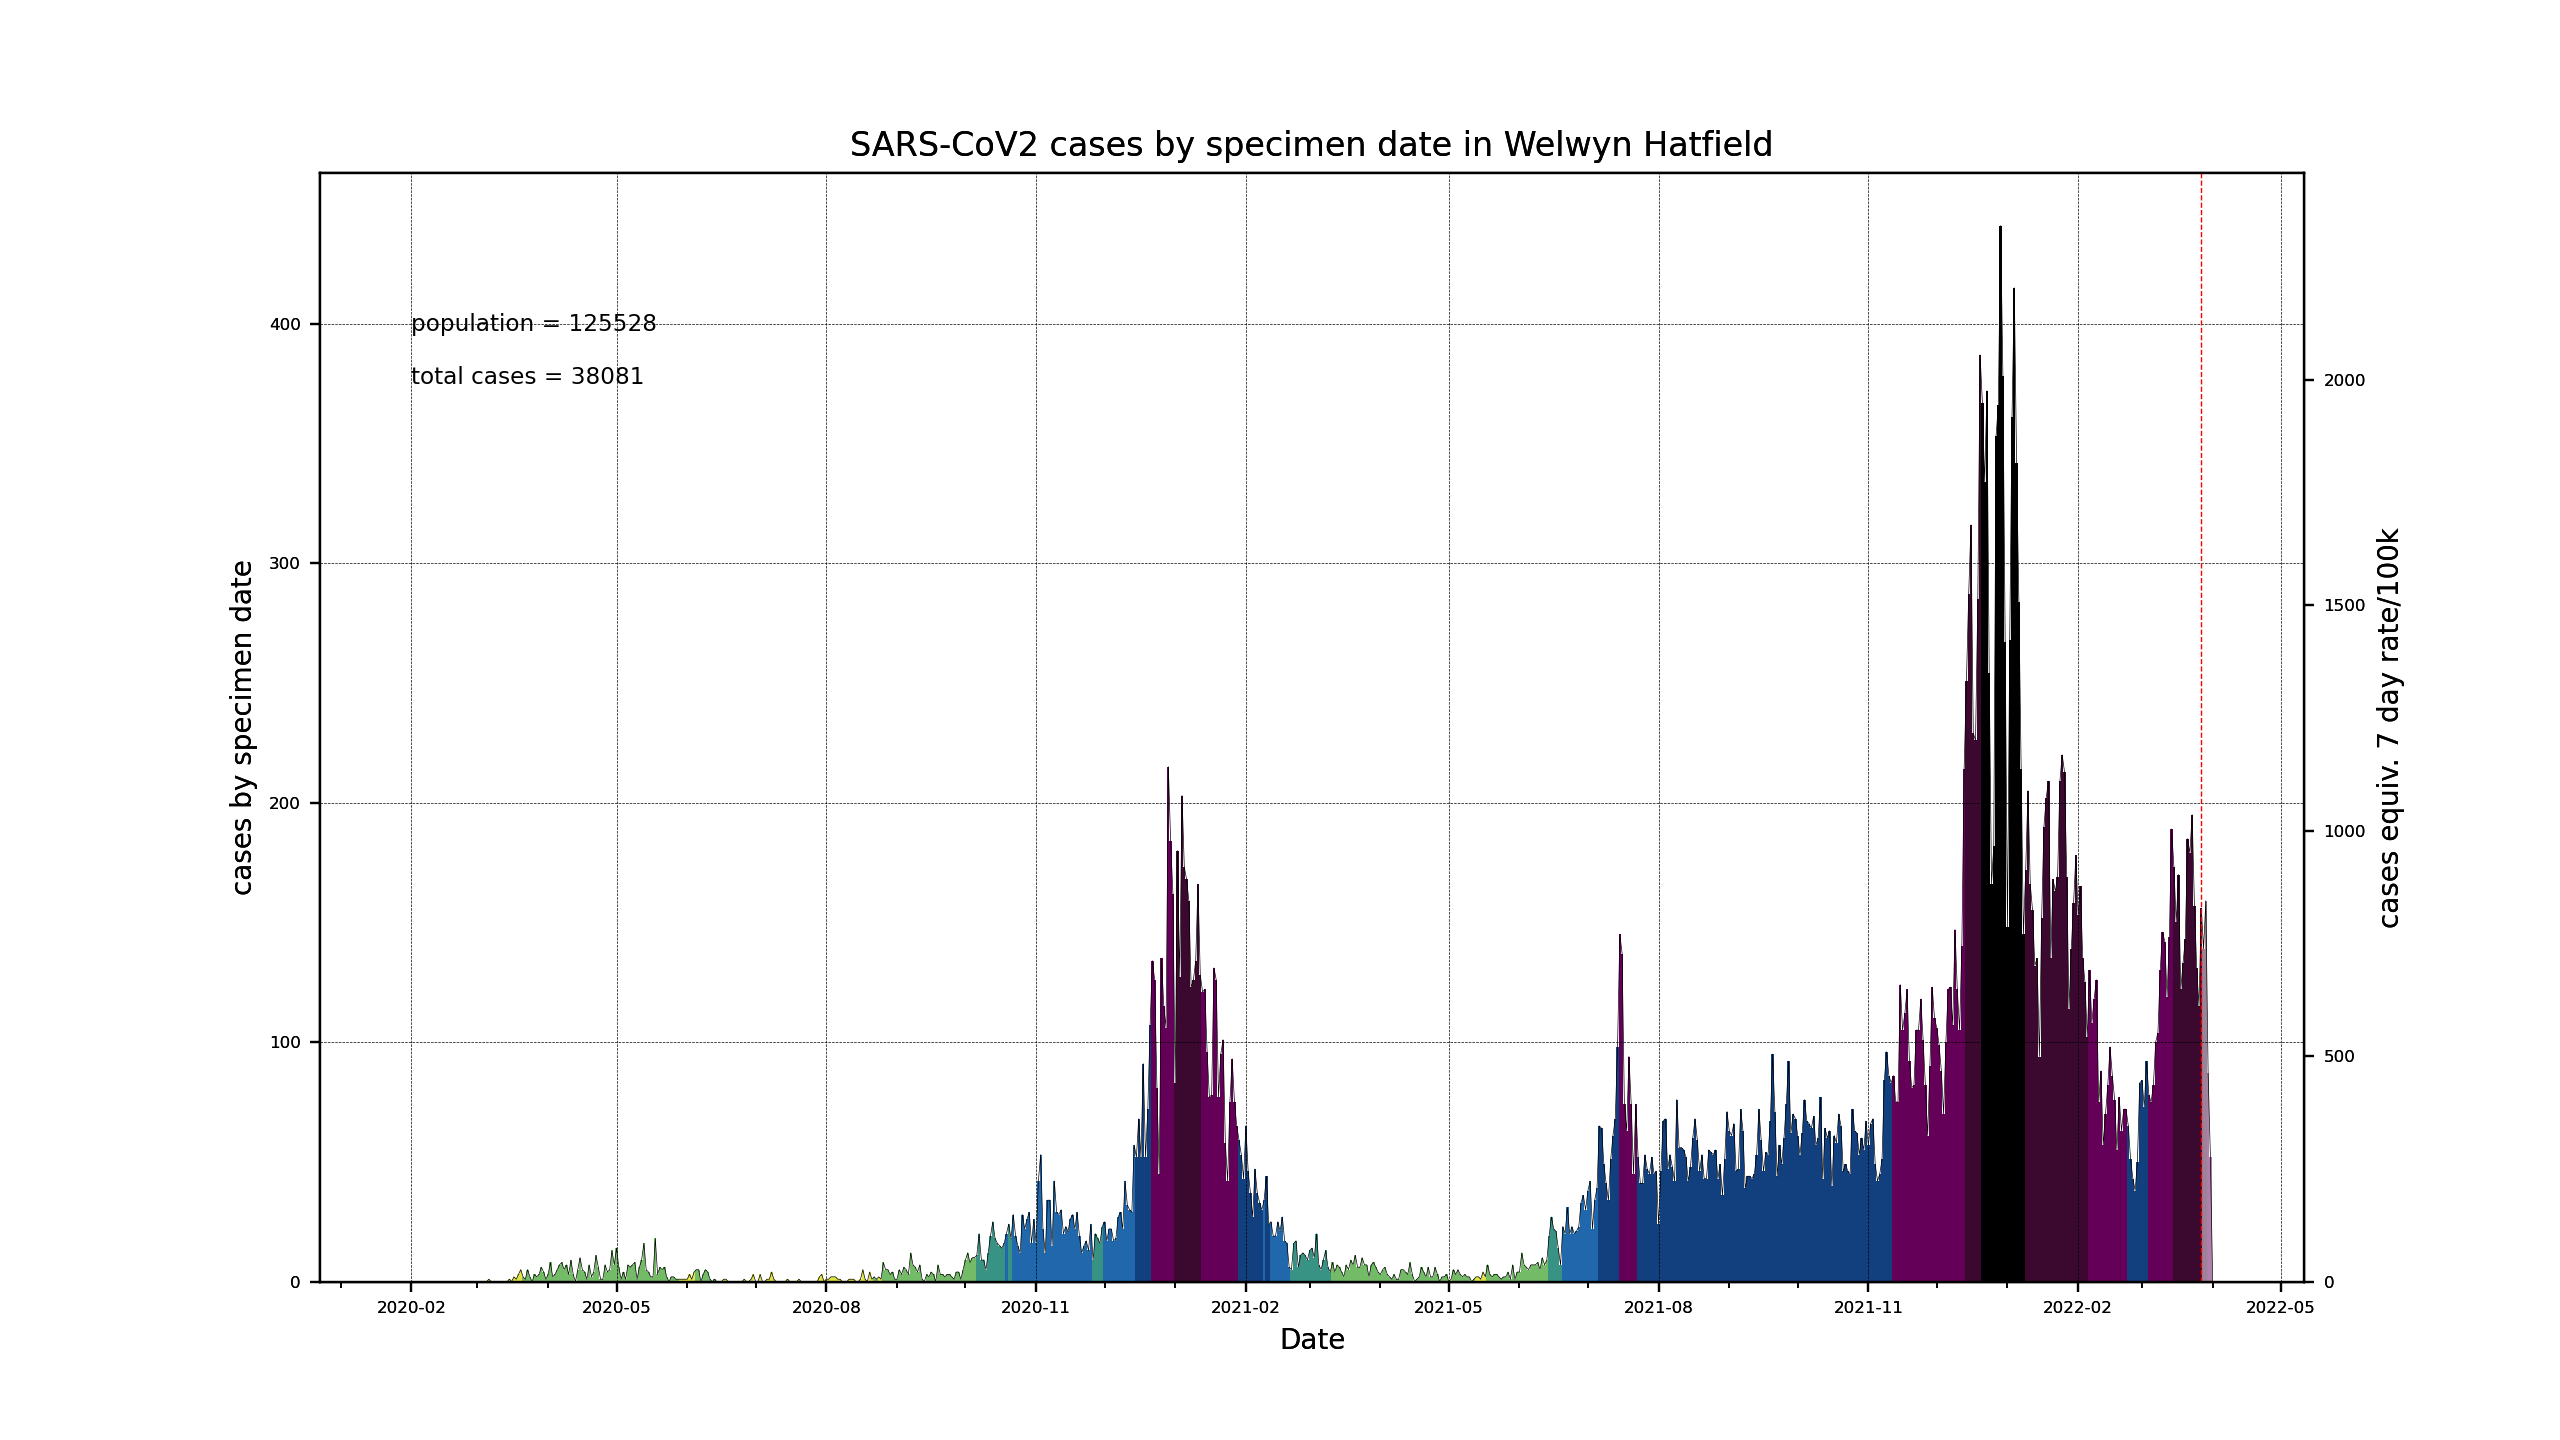 SARS-CoV2 cases by specimen date in Welwyn Hatfield
population = 125528
total cases = 38081
cases by specimen date
400
300
200
100
0
2000
1500
1000
500
0
cases equiv. 7 day rate/100k
2020-02 2020-05 2020-08 2020-11 2021-02 2021-05 2021-08 2021-11 2022-02 2022-05
Date